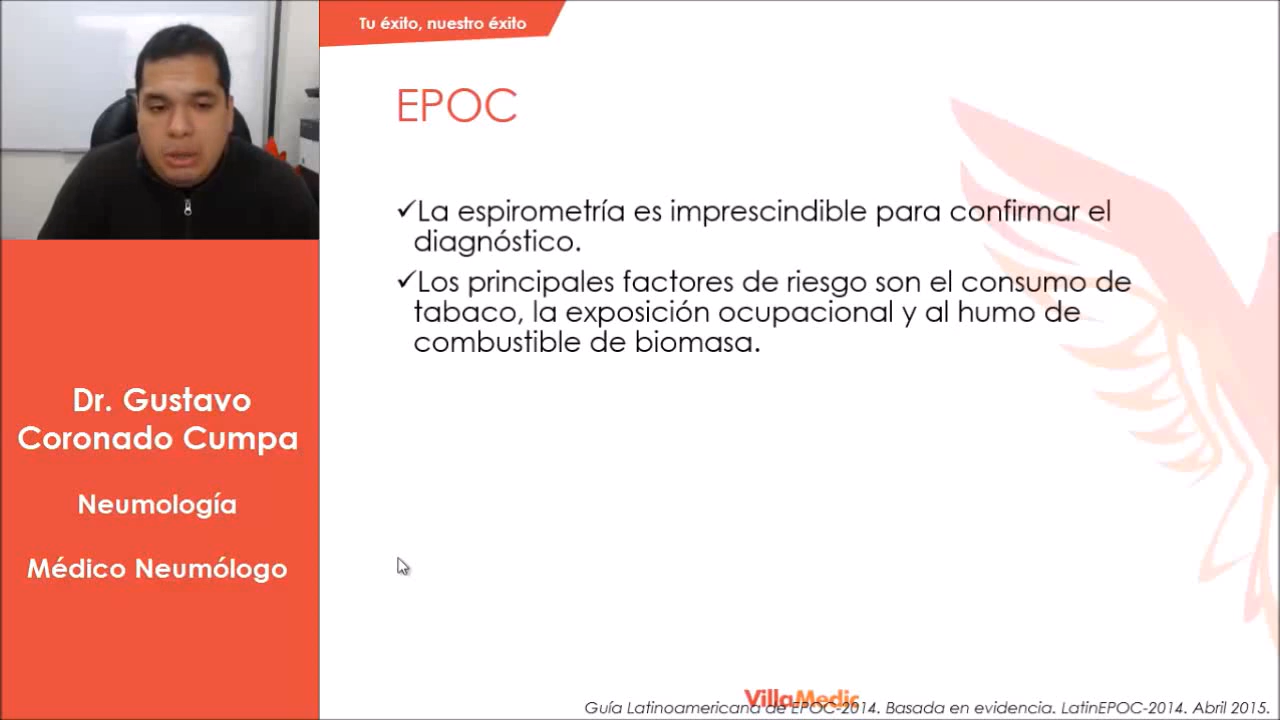 Tu éxito, nuestro éxito
EPOC
✓La espirometría es imprescindible para confirmar el
diagnóstico.
✓Los principales factores de riesgo son el consumo de
tabaco, la exposición ocupacional y al humo de
combustible de biomasa.
Dr. Gustavo
Coronado Cumpa
Neumología
Médico Neumólogo
VillaMedic
Guía Latinoamericana de EPOC-2014. Basada en evidencia. LatinEPOC-2014. Abril 2015.